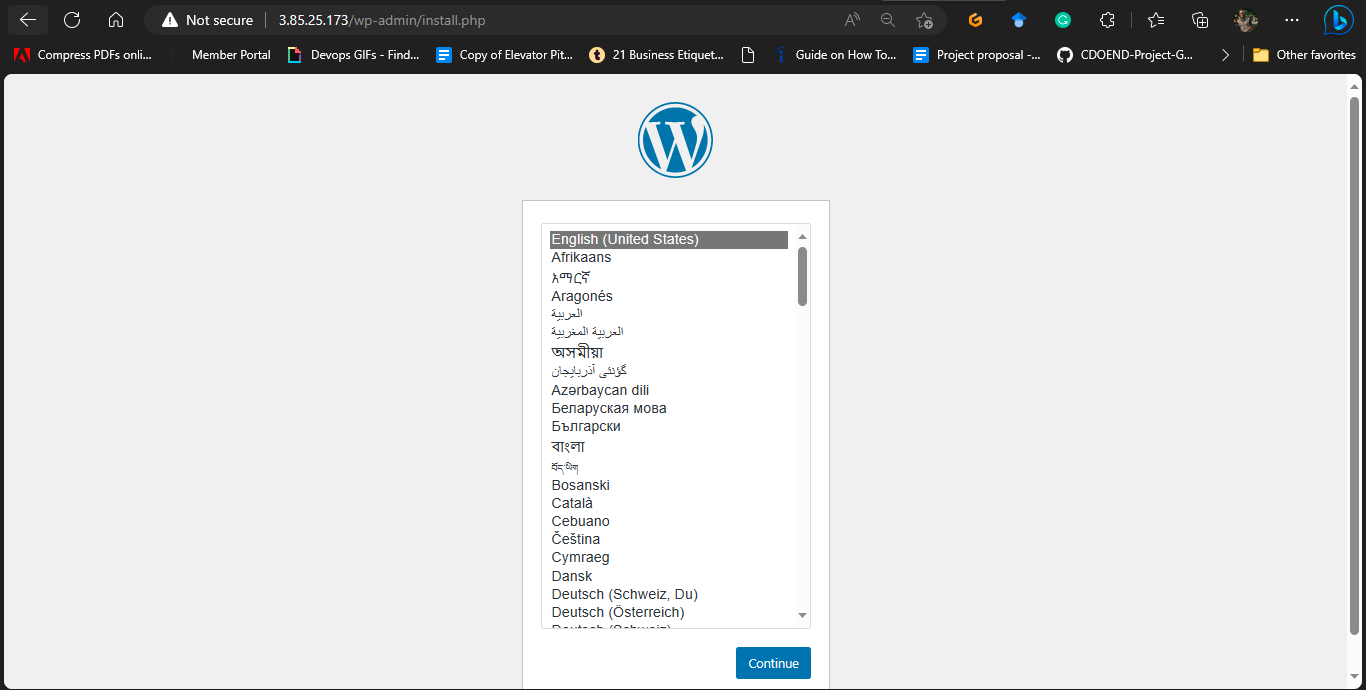 Not secure
3.85.25.173/wp-admin/install.php
Compress PDFs onli...
Member Portal
Devops GIFs - Find...
Copy of Elevator Pit...
21 Business Etiquet...
Guide on How To...
Project proposal -...
CDOEND-Project-G...
Other favorites
English (United States)
Afrikaans
አማርኛ
Aragonés
العربية
العربية المغربية
অসমীয়া
گؤنئی آذربایجان
Azərbaycan dili
Беларуская мова
Български
বাংলা
བོད་ཡིག
Bosanski
Català
Cebuano
Čeština
Cymraeg
Dansk
Deutsch (Schweiz, Du)
Deutsch (Österreich)
Deutsch (Schweiz)
Continue